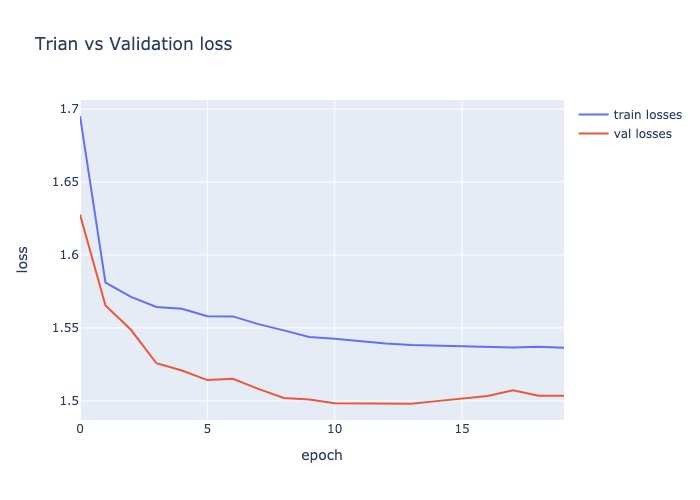 Trian vs Validation loss
train losses
val losses
1.7
1.65
1.6
1.55
1.5
loss
0 5 10 15
epoch